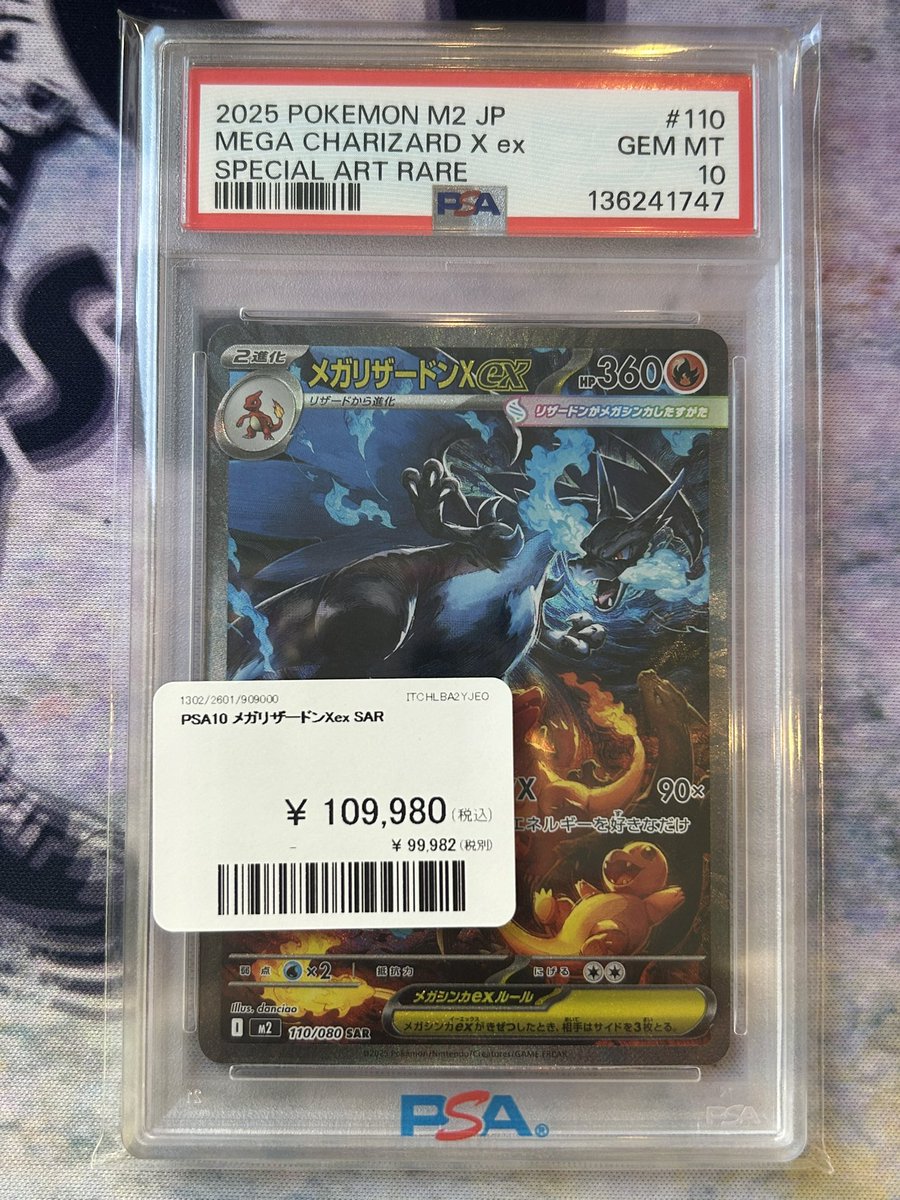 2025 POKEMON M2 JP #110
MEGA CHARIZARD X ex GEM MT
SPECIAL ART RARE 10
PSA 136241747
2進化 メガリザードンXex HP360
リザードから進化
リザードンがメガシンカしたすがた
1302/2601/909000 ITCHLBA2YJEO
PSA10 メガリザードンXex SAR
¥ 109,980(税込)
¥ 99,982(税別)
X 90×
エネルギーを好きなだけ
弱点 ×2 抵抗力 にげる
メガシンカexルール
メガシンカexがきぜつしたとき、相手はサイドを3枚とる。
Illus. danciao
I M2 110/080 SAR
©2025 Pokémon/Nintendo/Creatures/GAME FREAK
PSA®
PSA